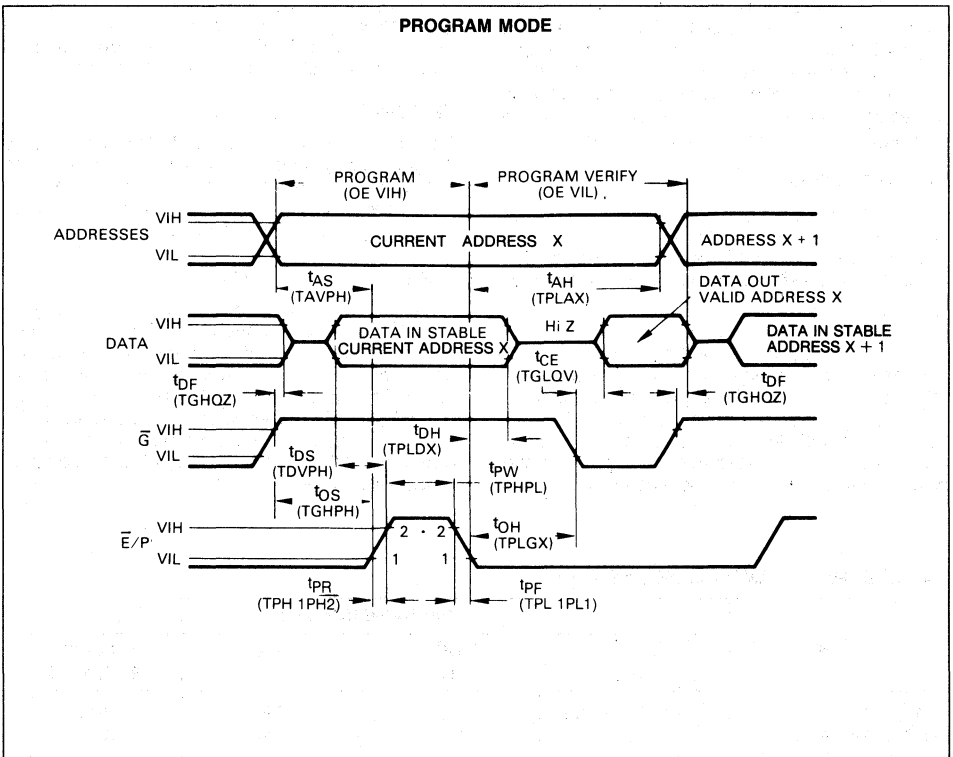 PROGRAM MODE
PROGRAM
(OE VIH)
PROGRAM VERIFY
(OE VIL) .
ADDRESSES
VIH
VIL
CURRENT ADDRESS X
ADDRESS X + 1
tAS
(TAVPH)
tAH
(TPLAX)
DATA OUT
VALID ADDRESS X
DATA
VIH
VIL
DATA IN STABLE
CURRENT ADDRESS X
Hi Z
DATA IN STABLE
ADDRESS X + 1
tDF
(TGHQZ)
tCE
(TGLQV)
tDF
(TGHQZ)
G̅
VIH
VIL
tDS
(TDVPH)
tDH
(TPLDX)
tOS
(TGHPH)
tPW
(TPHPL)
tOH
(TPLGX)
E̅/P
VIH
VIL
2 · 2
1 1
tPR
(TPH 1PH2̅)
tPF
(TPL 1PL1)